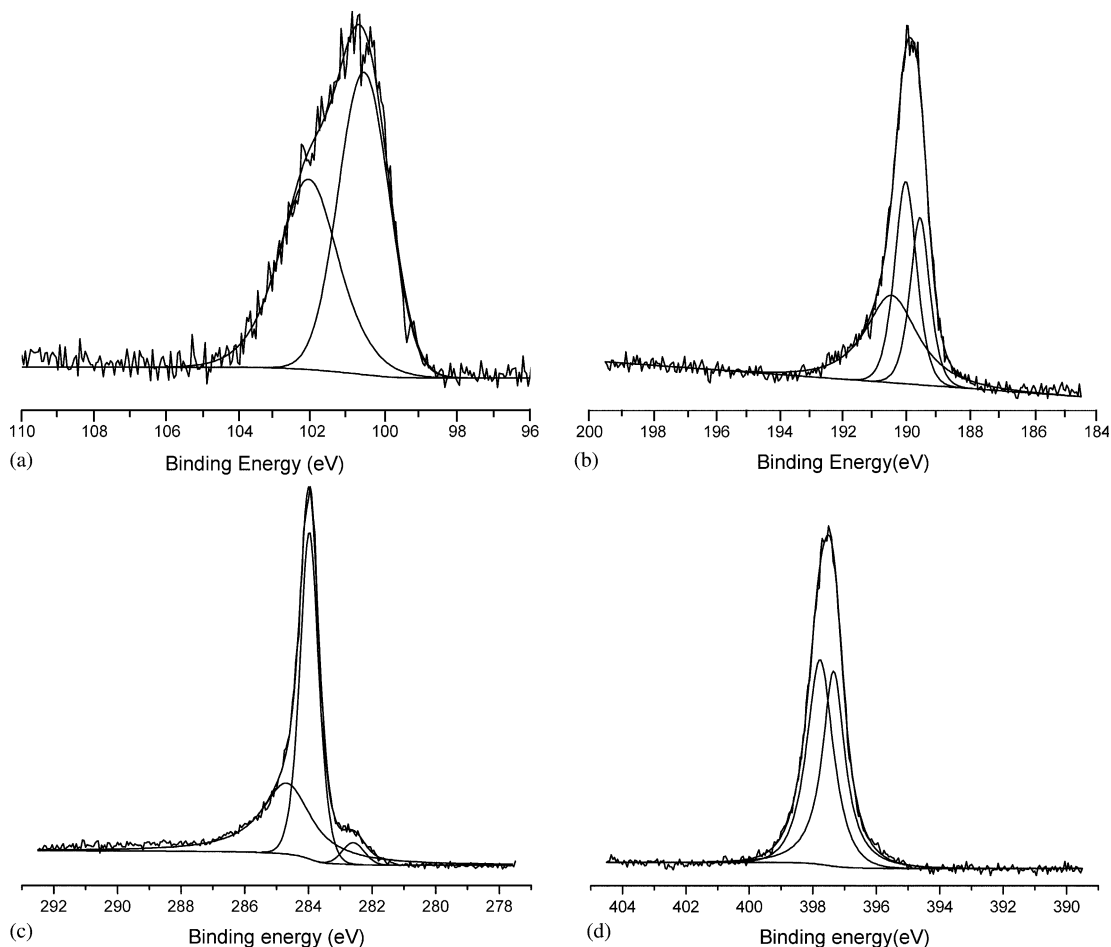 110 108 106 104 102 100 98 96
(a) Binding Energy (eV)
200 198 196 194 192 190 188 186 184
(b) Binding Energy(eV)
292 290 288 286 284 282 280 278
(c) Binding energy (eV)
404 402 400 398 396 394 392 390
(d) Binding energy (eV)